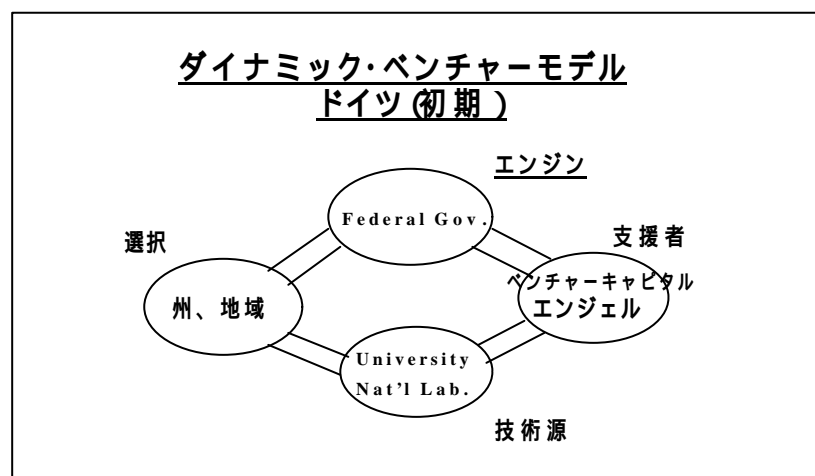 ダイナミック・ベンチャーモデル
ドイツ(初期)
エンジン
Federal Gov.
選択
支援者
州、地域
ベンチャーキャピタル
エンジェル
University
Nat'l Lab.
技術源